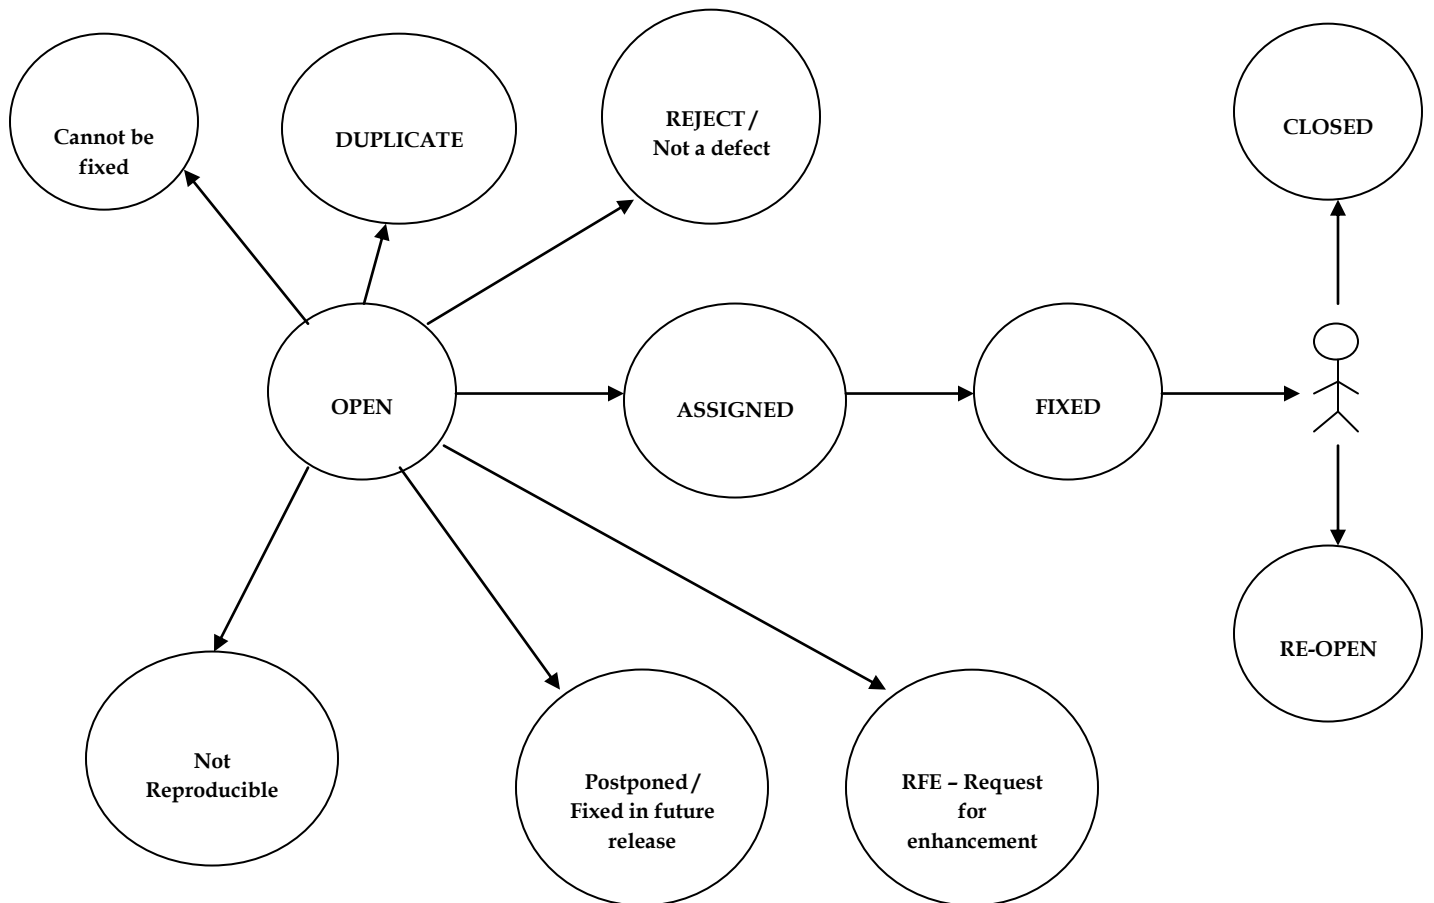 Cannot be
fixed
DUPLICATE
REJECT /
Not a defect
CLOSED
OPEN
ASSIGNED
FIXED
RE-OPEN
Not
Reproducible
Postponed /
Fixed in future
release
RFE – Request
for
enhancement